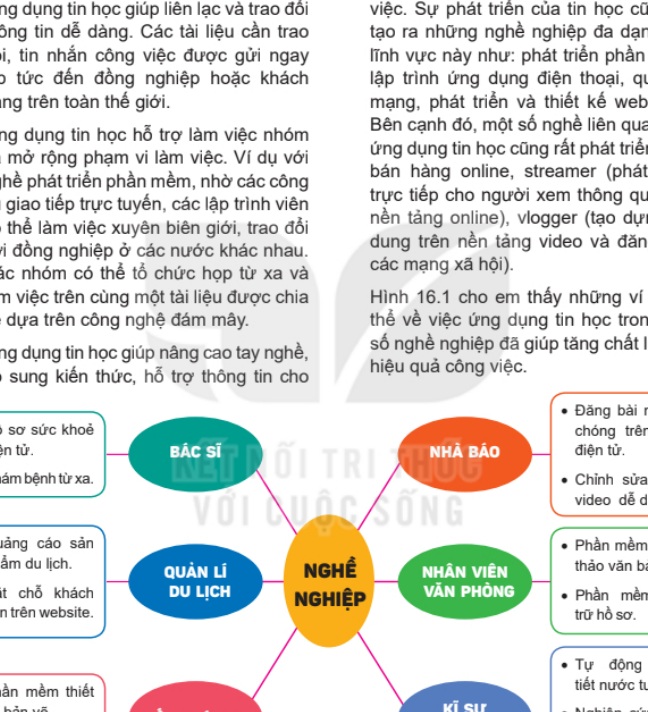 ng dụng tin học giúp liên lạc và trao đổi
ông tin dễ dàng. Các tài liệu cần trao
i, tin nhắn công việc được gửi ngay
p tức đến đồng nghiệp hoặc khách
àng trên toàn thế giới.
ng dụng tin học hỗ trợ làm việc nhóm
mở rộng phạm vi làm việc. Ví dụ với
ghề phát triển phần mềm, nhờ các công
giao tiếp trực tuyến, các lập trình viên
thể làm việc xuyên biên giới, trao đổi
ới đồng nghiệp ở các nước khác nhau.
ác nhóm có thể tổ chức họp từ xa và
m việc trên cùng một tài liệu được chia
dựa trên công nghệ đám mây.
ng dụng tin học giúp nâng cao tay nghề,
sung kiến thức, hỗ trợ thông tin cho
việc. Sự phát triển của tin học cũ
tạo ra những nghề nghiệp đa dạn
lĩnh vực này như: phát triển phần
lập trình ứng dụng điện thoại, qu
mạng, phát triển và thiết kế web
Bên cạnh đó, một số nghề liên qua
ứng dụng tin học cũng rất phát triển
bán hàng online, streamer (phát
trực tiếp cho người xem thông qu
nền tảng online), vlogger (tạo dựn
dung trên nền tảng video và đăn
các mạng xã hội).
Hình 16.1 cho em thấy những ví
thể về việc ứng dụng tin học tron
số nghề nghiệp đã giúp tăng chất l
hiệu quả công việc.
KẾT NỐI TRI THỨC
VỚI CUỘC SỐNG
ồ sơ sức khoẻ
ện tử.
hám bệnh từ xa.
BÁC SĨ
NHÀ BÁO
• Đăng bài
chóng trên
điện tử.
• Chỉnh sửa
video dễ d
uảng cáo sản
ẩm du lịch.
ặt chỗ khách
n trên website.
QUẢN LÍ
DU LỊCH
NGHỀ
NGHIỆP
NHÂN VIÊN
VĂN PHÒNG
• Phần mềm
thảo văn bả
• Phần mềm
trữ hồ sơ.
hần mềm thiết
bản vẽ
KĨ SƯ
• Tự động
tiết nước tư